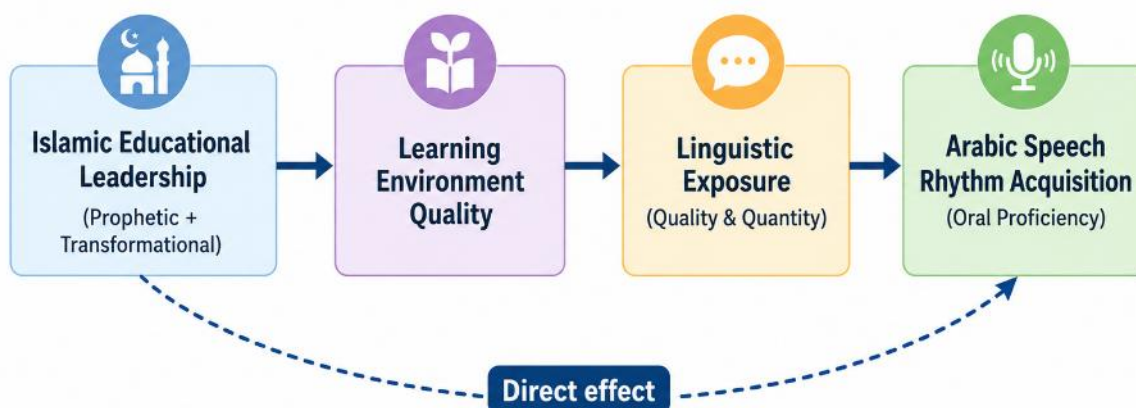 Islamic Educational
Leadership
(Prophetic +
Transformational)
Learning
Environment
Quality
Linguistic
Exposure
(Quality & Quantity)
Arabic Speech
Rhythm Acquisition
(Oral Proficiency)
Direct effect